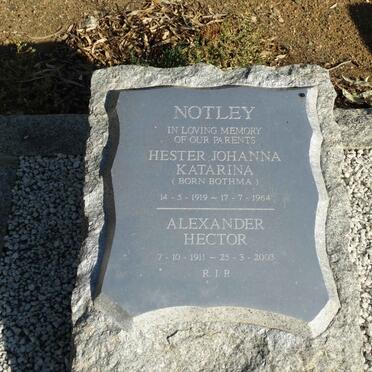 NOTLEY
IN LOVING MEMORY
OF OUR PARENTS
HESTER JOHANNA
KATARINA
( BORN BOTHMA )
14 - 5 - 1919 ~ 17 - 7 - 1964
ALEXANDER
HECTOR
7 - 10 - 1911 ~ 25 - 3 - 2003
R.I.P.